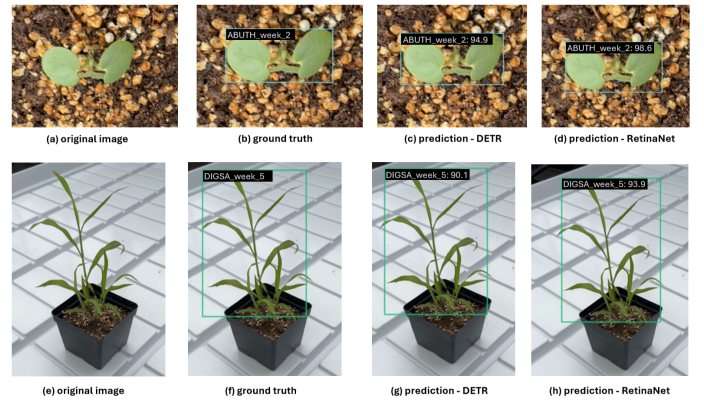 ABUTH_week_2
ABUTH_week_2: 94.9
ABUTH_week_2: 98.6
(a) original image
(b) ground truth
(c) prediction - DETR
(d) prediction - RetinaNet
DIGSA_week_5
DIGSA_week_5: 90.1
DIGSA_week_5: 93.9
(e) original image
(f) ground truth
(g) prediction - DETR
(h) prediction - RetinaNet